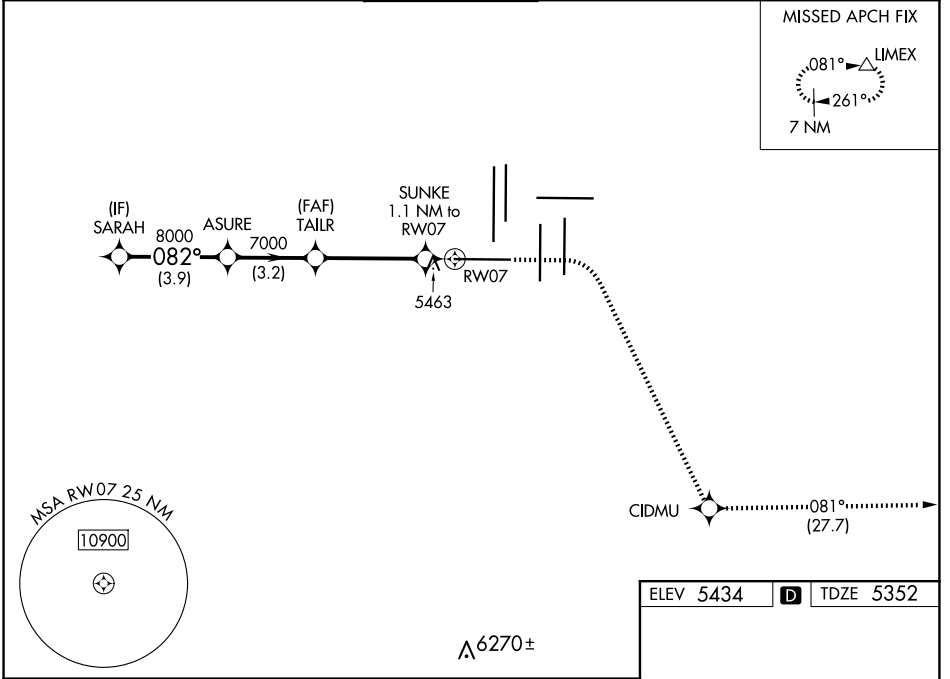 MISSED APCH FIX
LIMEX
081°
261°
7 NM
(IF)
SARAH
8000
082°
(3.9)
ASURE
7000
(3.2)
(FAF)
TAILR
SUNKE
1.1 NM to
RW07
RW07
5463
CIDMU
081°
(27.7)
MSA RW07 25 NM
10900
6270±
ELEV 5434
D
TDZE 5352